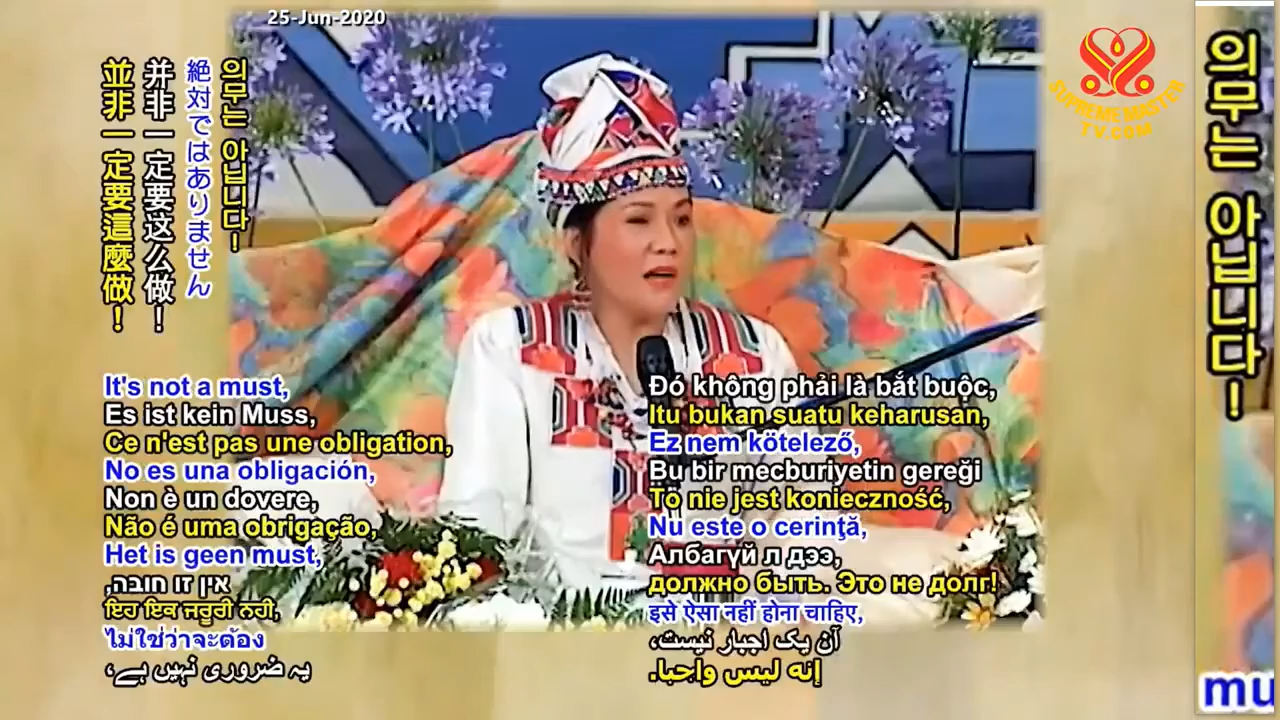 25-Jun-2020
SUPREME MASTER
TV.COM
의무는 아닙니다!
絶対ではありません
并非一定要这么做!
並非一定要這麼做!
It's not a must,
Es ist kein Muss,
Ce n'est pas une obligation,
No es una obligación,
Non è un dovere,
Não é uma obrigação,
Het is geen must,
אין זו חובה,
ਇਹ ਇਕ ਜਰੂਰੀ ਨਹੀ,
ไม่ใช่ว่าจะต้อง
یہ ضروری نہیں ہے،
Đó không phải là bắt buộc,
Itu bukan suatu keharusan,
Ez nem kötelező,
Bu bir mecburiyetin gereği
To nie jest konieczność,
Nu este o cerinţă,
Албагүй л дээ,
должно быть. Это не долг!
इसे ऐसा नहीं होना चाहिए,
آن یک اجبار نیست،
إنه ليس واجبا.
의무는 아닙니다!
mu